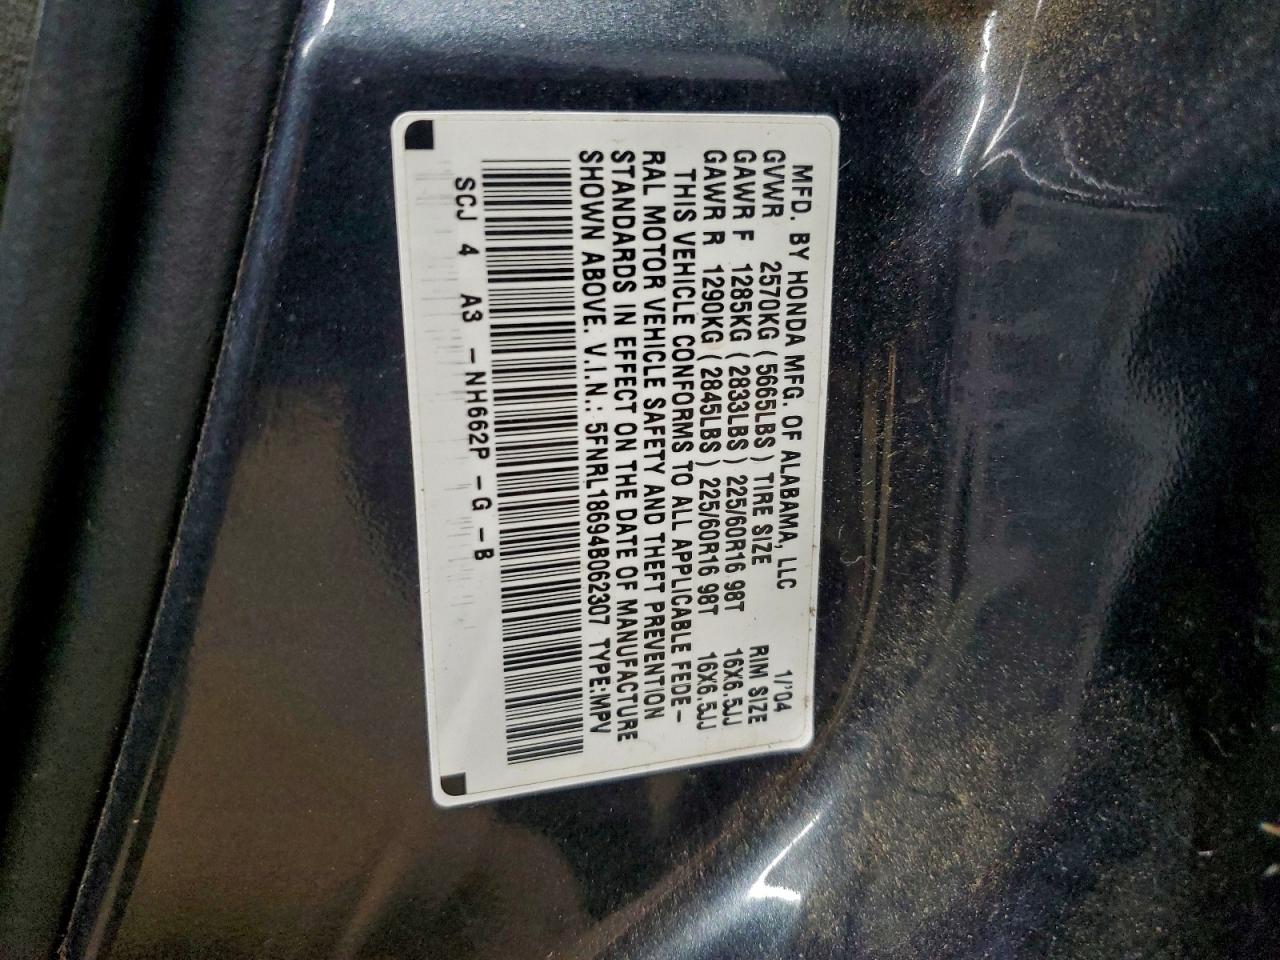 MFD. BY HONDA MFG. OF ALABAMA, LLC 1/'04
GVWR 2570KG (5665LBS) TIRE SIZE RIM SIZE
GAWR F 1285KG (2833LBS) 225/60R16 98T 16X6.5JJ
GAWR R 1290KG (2845LBS) 225/60R16 98T 16X6.5JJ
THIS VEHICLE CONFORMS TO ALL APPLICABLE FEDE-
RAL MOTOR VEHICLE SAFETY AND THEFT PREVENTION
STANDARDS IN EFFECT ON THE DATE OF MANUFACTURE
SHOWN ABOVE. V.I.N.: 5FNRL18694B062307 TYPE:MPV
SCJ 4 A3 -NH662P -G -B